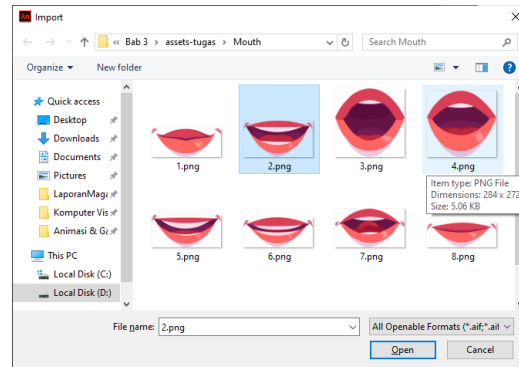 An Import
« Bab 3 > assets-tugas > Mouth
Search Mouth
Organize
New folder
Quick access
Desktop
Downloads
Documents
Pictures
LaporanMaga
Komputer Vis
Animasi & Ga
This PC
Local Disk (C:)
Local Disk (D:)
1.png
2.png
3.png
4.png
Item type: PNG File
Dimensions: 284 x 272
Size: 5.06 KB
5.png
6.png
7.png
8.png
File name: 2.png
All Openable Formats (*.aif;*.aif
Open
Cancel